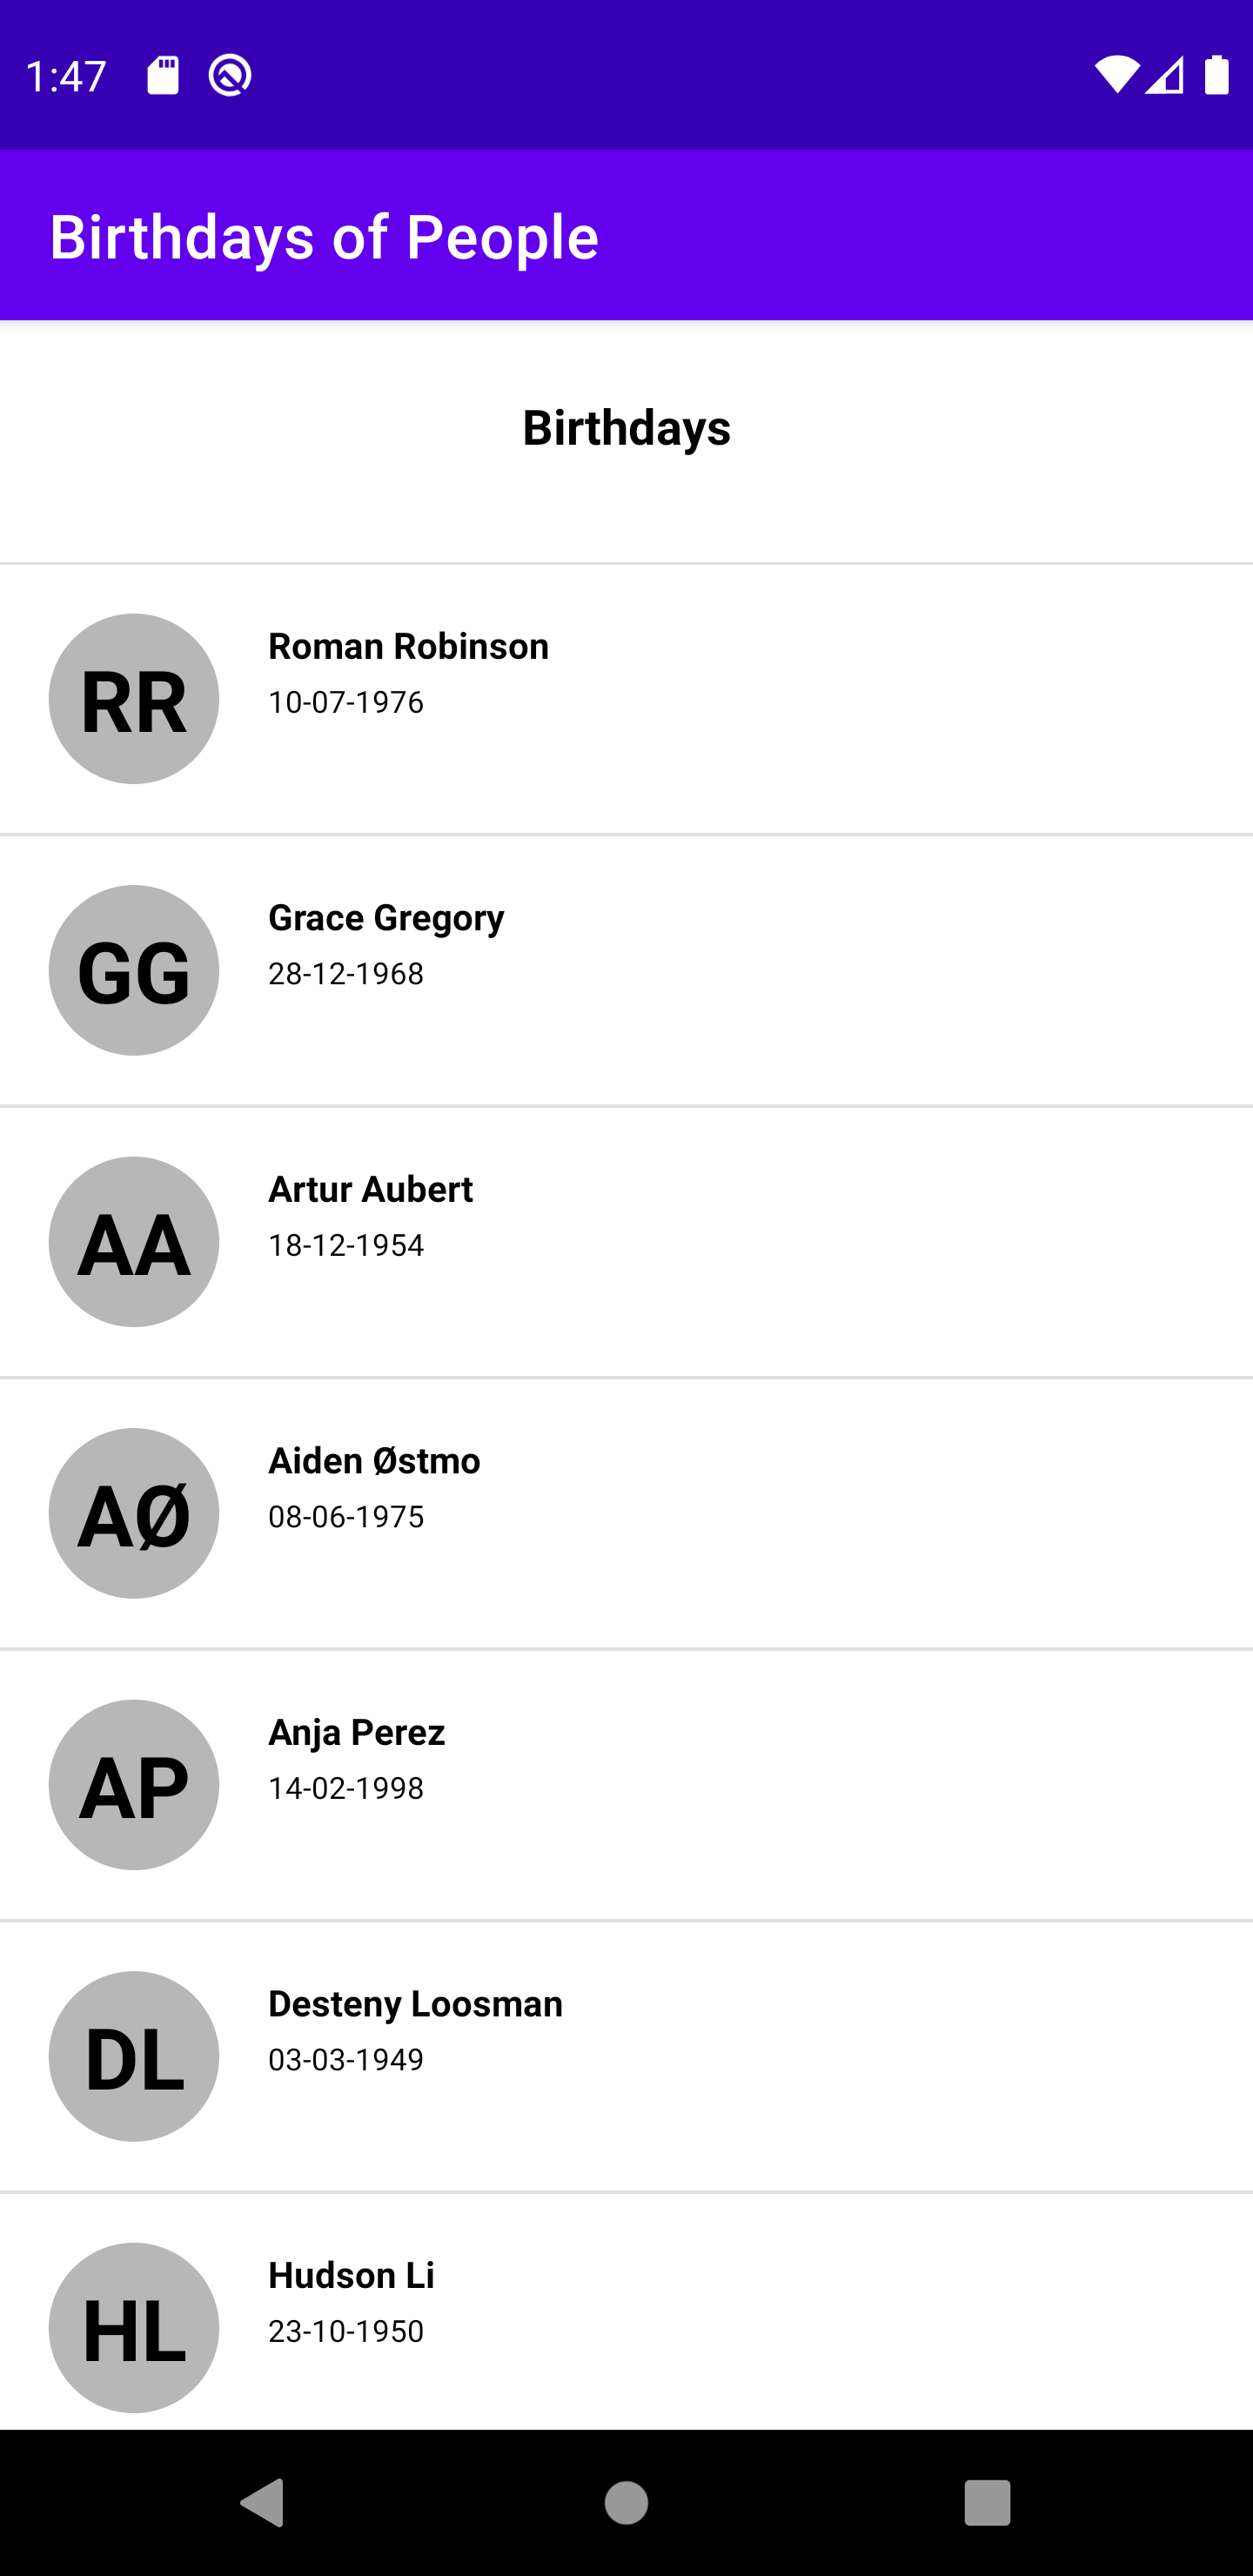 1:47
Birthdays of People
Birthdays
RR
Roman Robinson
10-07-1976
GG
Grace Gregory
28-12-1968
AA
Artur Aubert
18-12-1954
AØ
Aiden Østmo
08-06-1975
AP
Anja Perez
14-02-1998
DL
Desteny Loosman
03-03-1949
HL
Hudson Li
23-10-1950